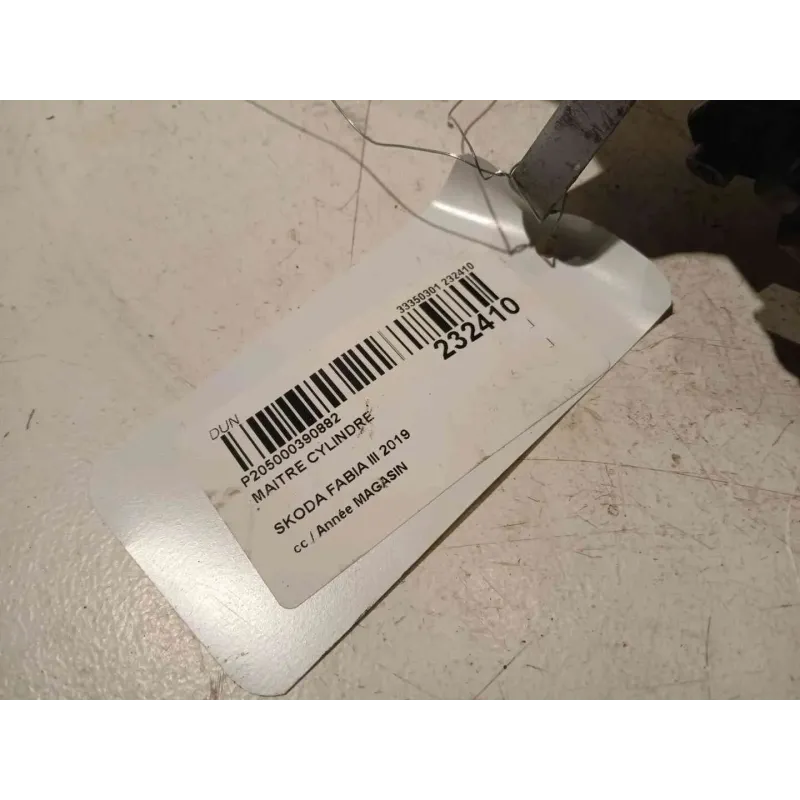 33350301 232410
DUN
232410
P205000390882
MAITRE CYLINDRE
SKODA FABIA III 2019
cc / Année MAGASIN